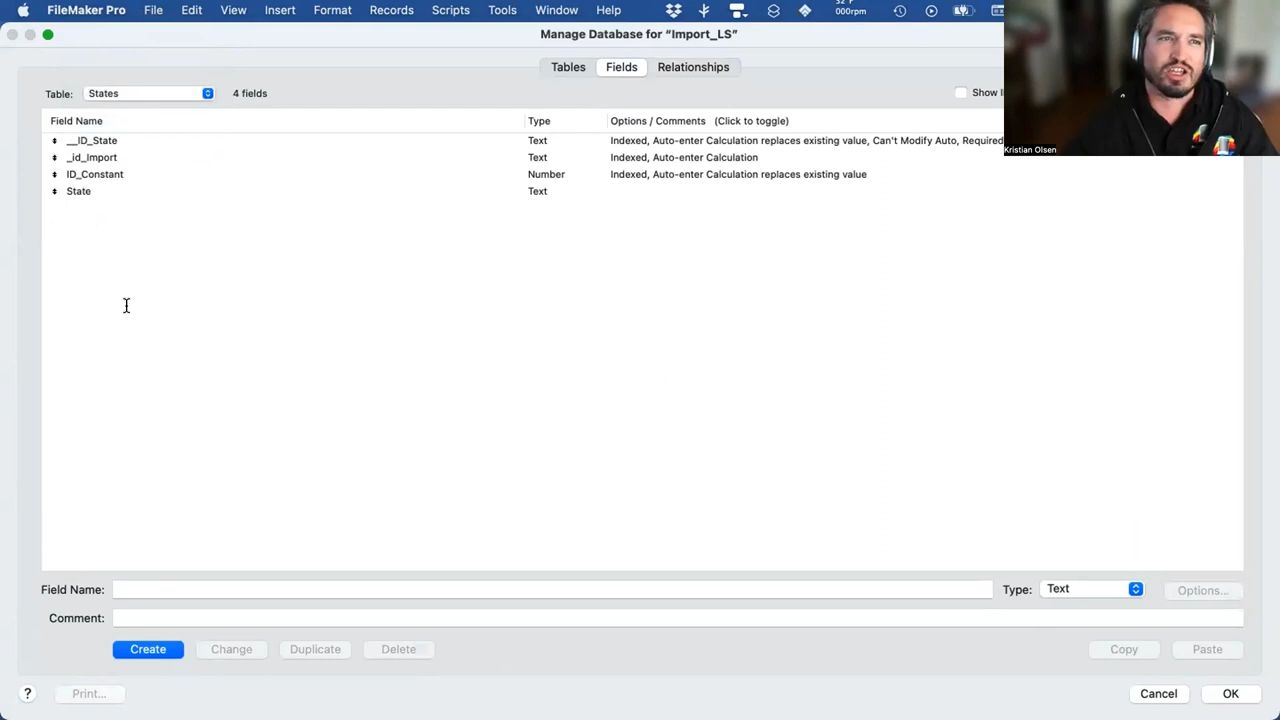 FileMaker Pro File Edit View Insert Format Records Scripts Tools Window Help
000rpm
Manage Database for “Import_LS”
Tables Fields Relationships
Table: States 4 fields
Field Name Type Options / Comments (Click to toggle)
__ID_State Text Indexed, Auto-enter Calculation replaces existing value, Can't Modify Auto, Required
_id_Import Text Indexed, Auto-enter Calculation
ID_Constant Number Indexed, Auto-enter Calculation replaces existing value
State Text
Show
Kristian Olsen
Field Name: Type: Text Options...
Comment:
Create Change Duplicate Delete Copy Paste
? Print... Cancel OK